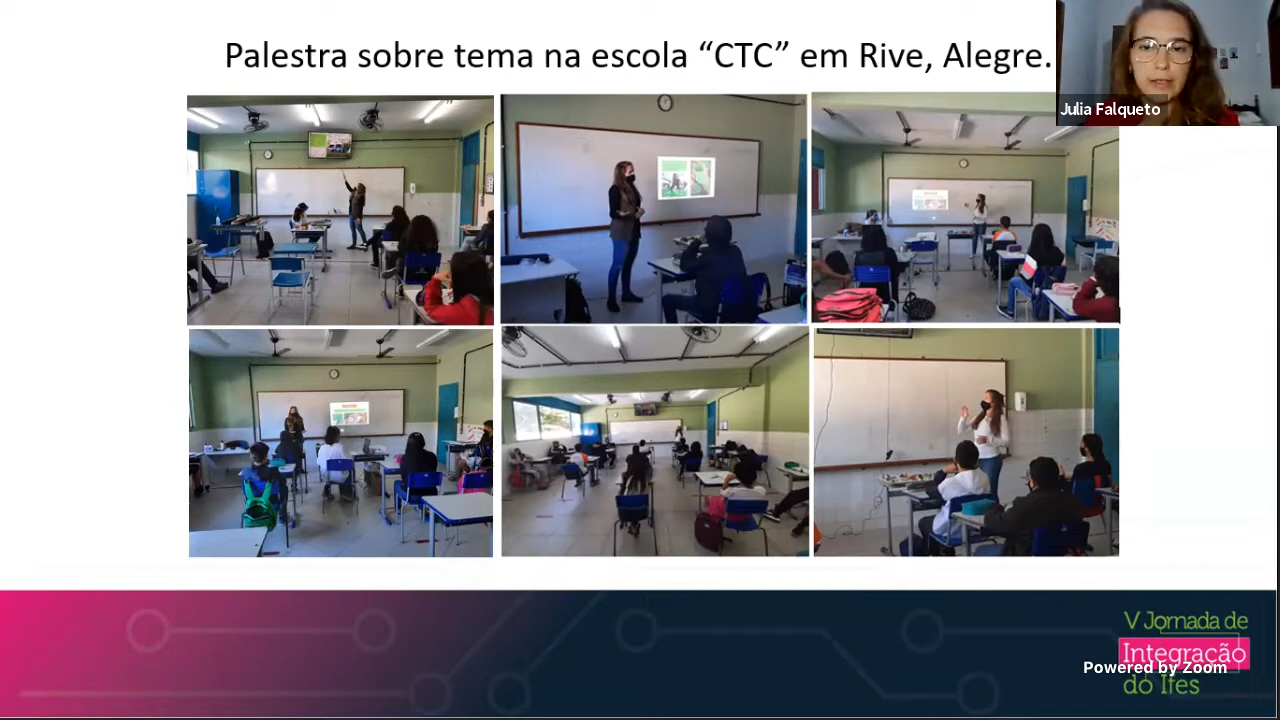 Palestra sobre tema na escola “CTC” em Rive, Alegre.
Julia Falqueto
V Jornada de
Integração
Powered by Zoom
do Ifes